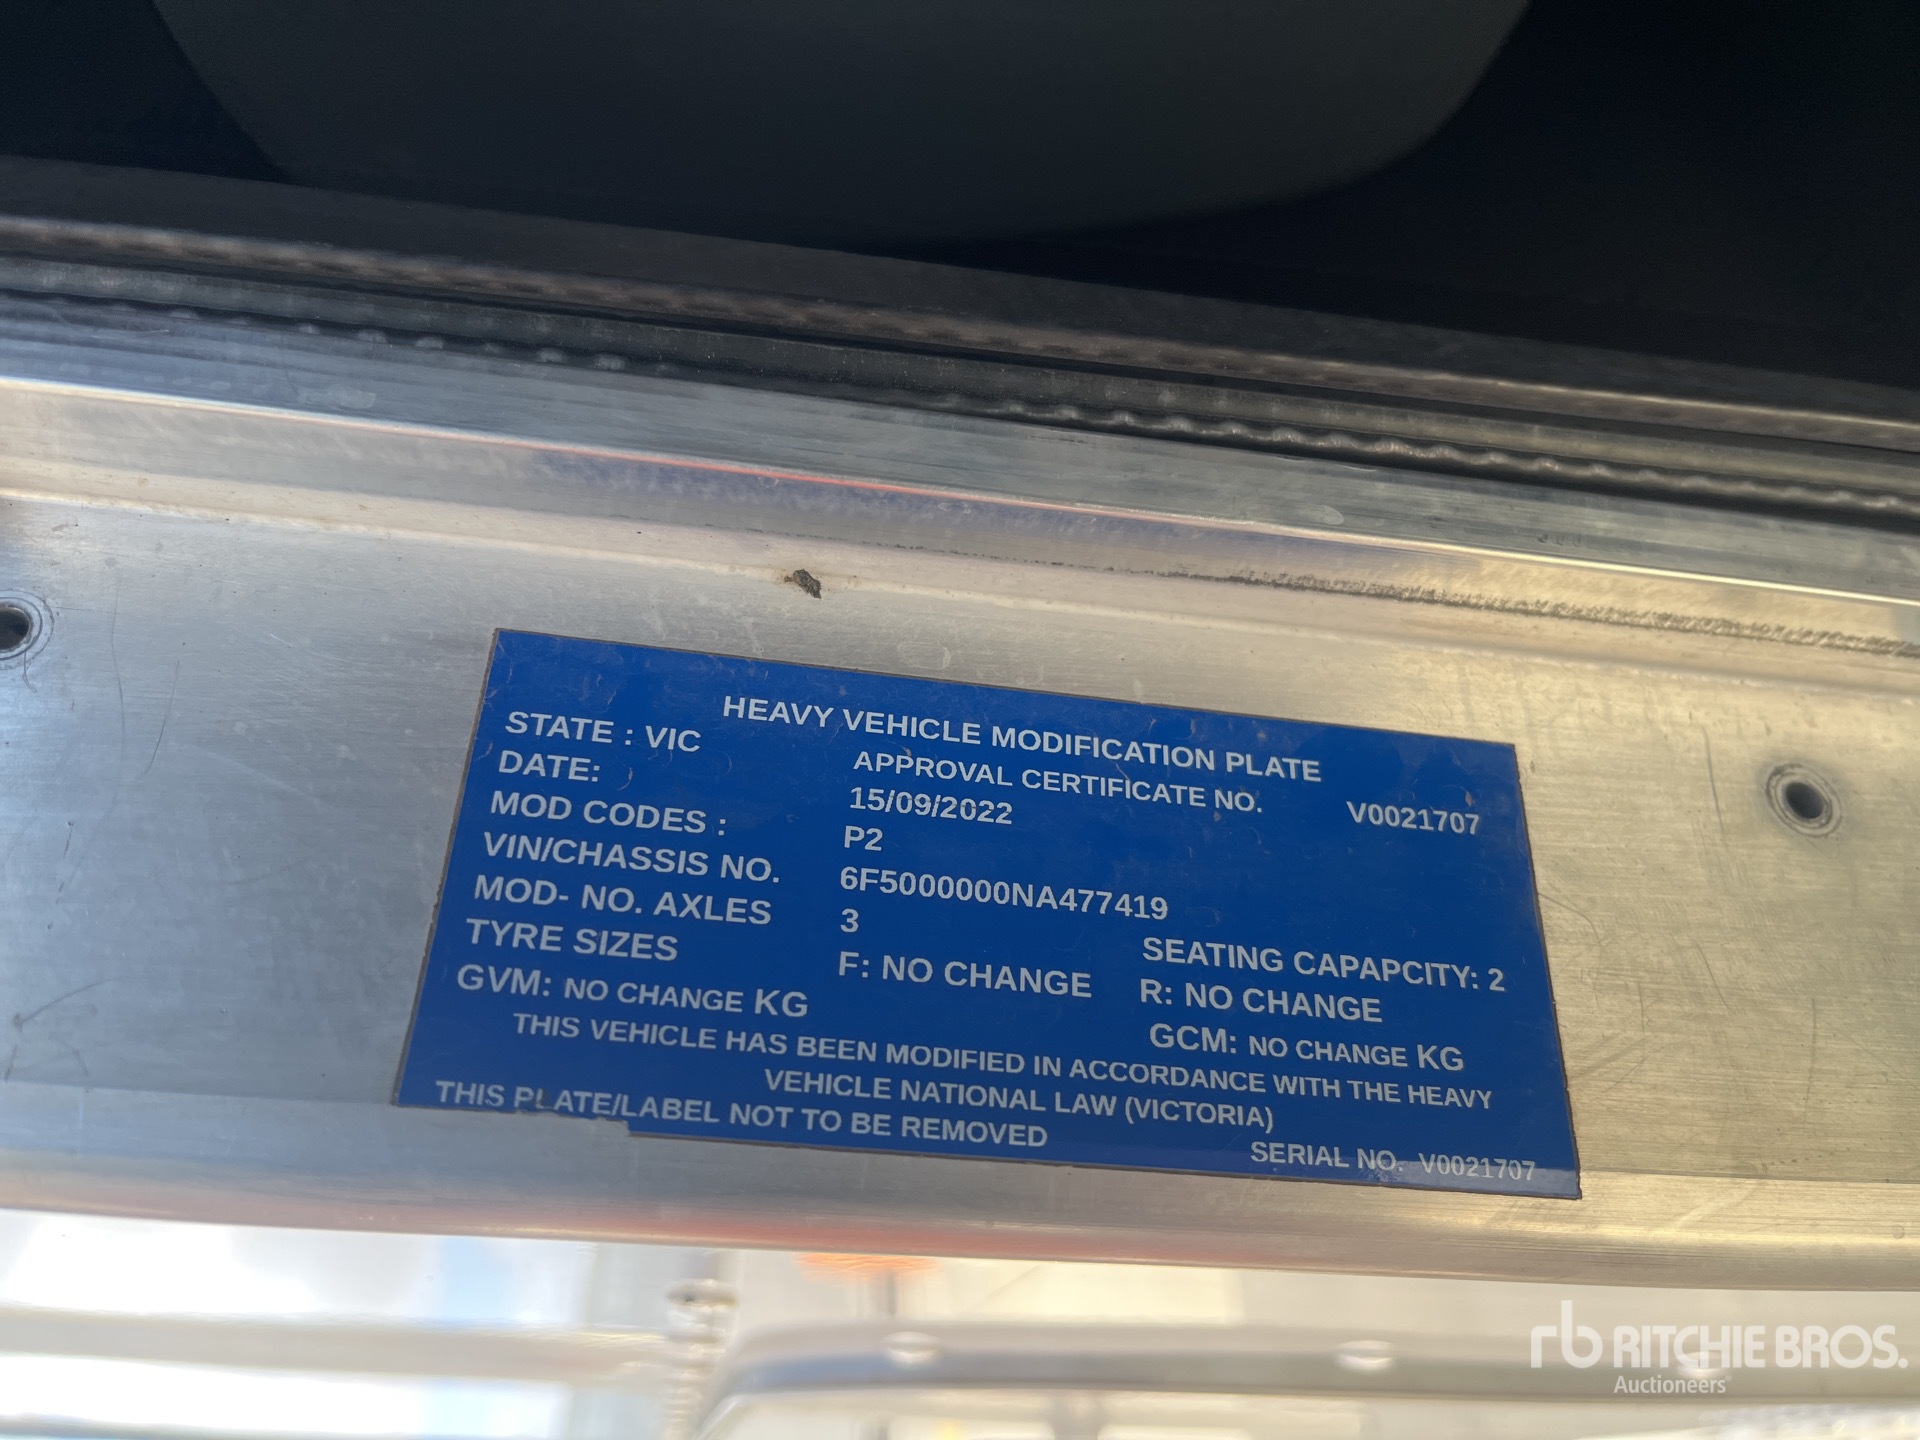 HEAVY VEHICLE MODIFICATION PLATE
STATE : VIC APPROVAL CERTIFICATE NO. V0021707
DATE: 15/09/2022
MOD CODES : P2
VIN/CHASSIS NO. 6F5000000NA477419
MOD- NO. AXLES 3 SEATING CAPAPCITY: 2
TYRE SIZES F: NO CHANGE R: NO CHANGE
GVM: NO CHANGE KG GCM: NO CHANGE KG
THIS VEHICLE HAS BEEN MODIFIED IN ACCORDANCE WITH THE HEAVY
VEHICLE NATIONAL LAW (VICTORIA)
THIS PLATE/LABEL NOT TO BE REMOVED SERIAL NO. V0021707
rb RITCHIE BROS.
Auctioneers